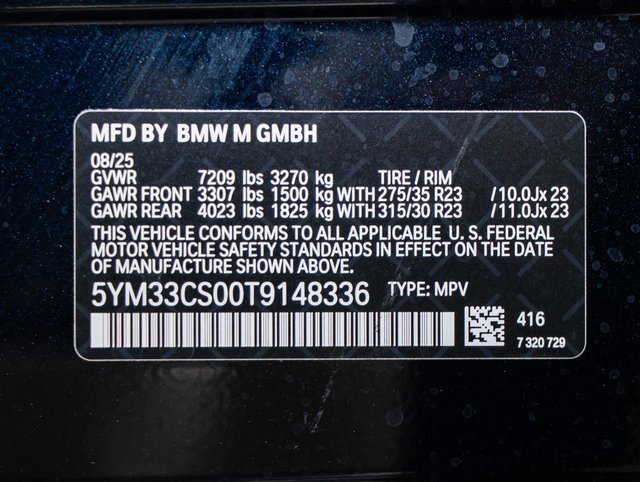 MFD BY BMW M GMBH
08/25
GVWR 7209 lbs 3270 kg TIRE / RIM
GAWR FRONT 3307 lbs 1500 kg WITH 275/35 R23 /10.0Jx 23
GAWR REAR 4023 lbs 1825 kg WITH 315/30 R23 /11.0Jx 23
THIS VEHICLE CONFORMS TO ALL APPLICABLE U. S. FEDERAL
MOTOR VEHICLE SAFETY STANDARDS IN EFFECT ON THE DATE
OF MANUFACTURE SHOWN ABOVE.
5YM33CS00T9148336 TYPE: MPV
416
7 320 729